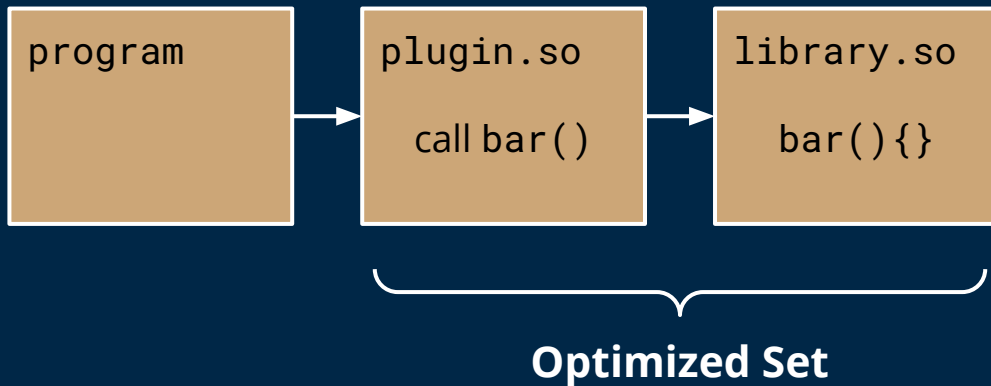 program
plugin.so
call bar()
library.so
bar(){}
Optimized Set